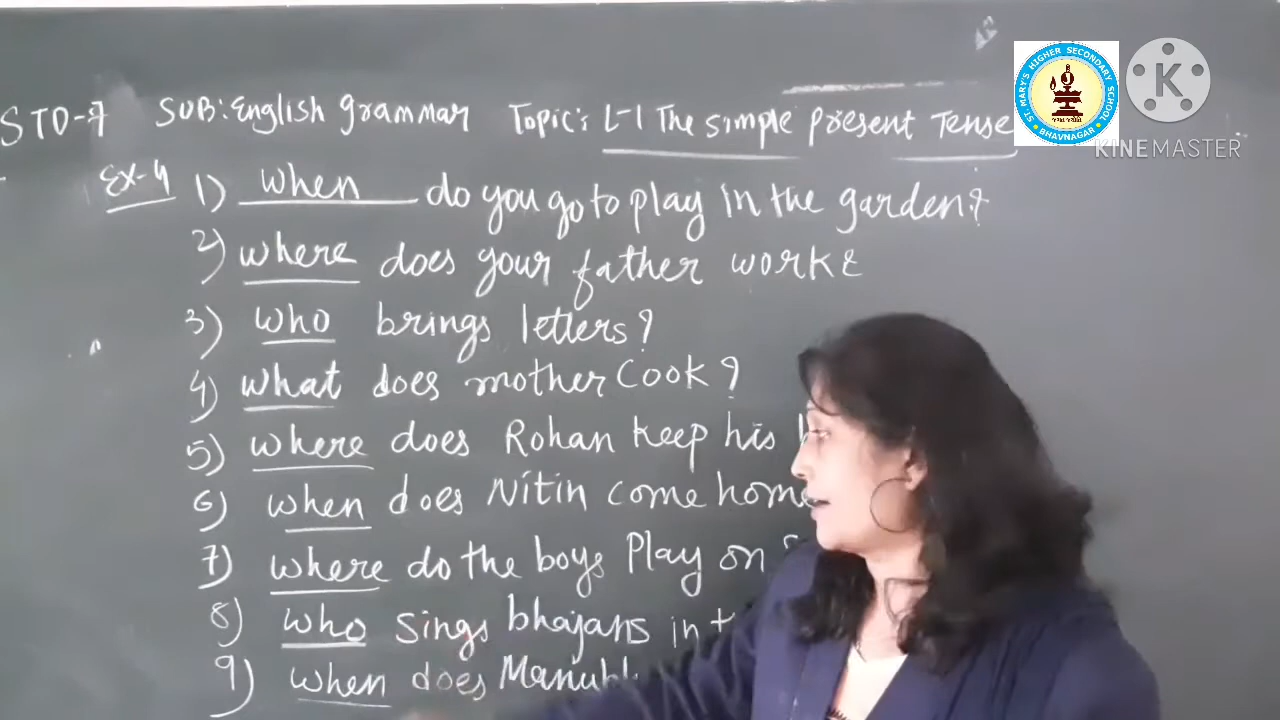 STD-7 SUB: English grammar Topic: L-1 The simple present Tense
Ex-4 1) when do you go to play in the garden?
2) where does your father work?
3) who brings letters?
4) what does mother cook?
5) where does Rohan keep his
6) when does Nitin come home
7) where do the boys Play on
8) who sings bhajans in
9) when does
ST. MARY'S HIGHER SECONDARY SCHOOL
• BHAVNAGAR •
K
KINEMASTER